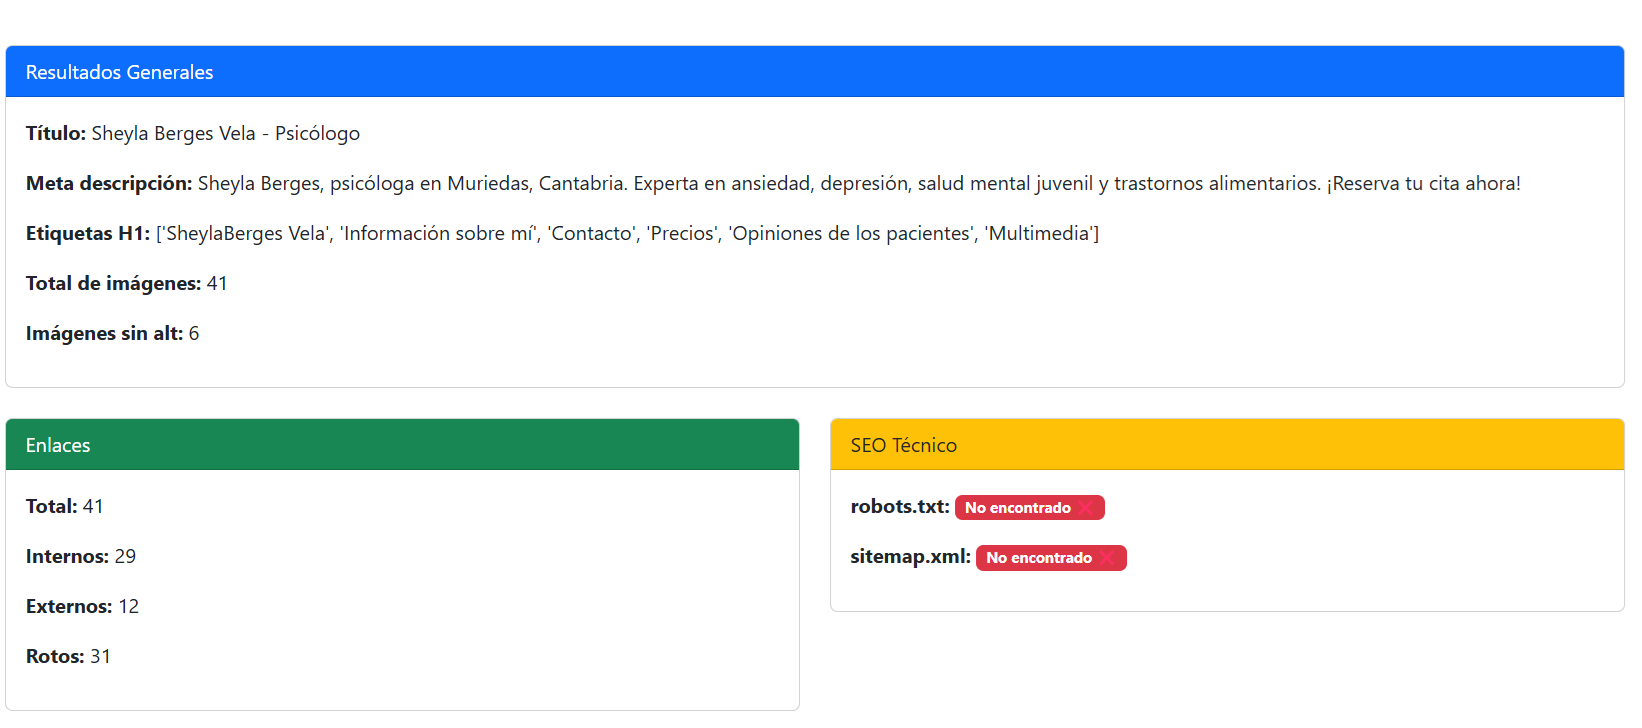 Resultados Generales
Título: Sheyla Berges Vela - Psicólogo
Meta descripción: Sheyla Berges, psicóloga en Muriedas, Cantabria. Experta en ansiedad, depresión, salud mental juvenil y trastornos alimentarios. ¡Reserva tu cita ahora!
Etiquetas H1: ['SheylaBerges Vela', 'Información sobre mí', 'Contacto', 'Precios', 'Opiniones de los pacientes', 'Multimedia']
Total de imágenes: 41
Imágenes sin alt: 6
Enlaces
Total: 41
Internos: 29
Externos: 12
Rotos: 31
SEO Técnico
robots.txt: No encontrado ❌
sitemap.xml: No encontrado ❌